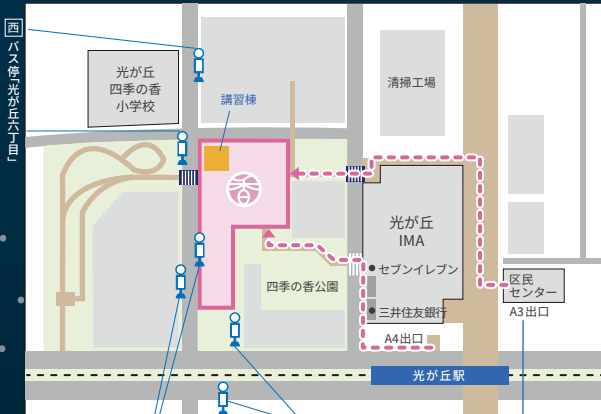 西 バス停「光が丘六丁目」
光が丘
四季の香
小学校
講習棟
清掃工場
光が丘
IMA
セブンイレブン
四季の香公園
三井住友銀行
区民
センター
A3出口
A4出口
光が丘駅